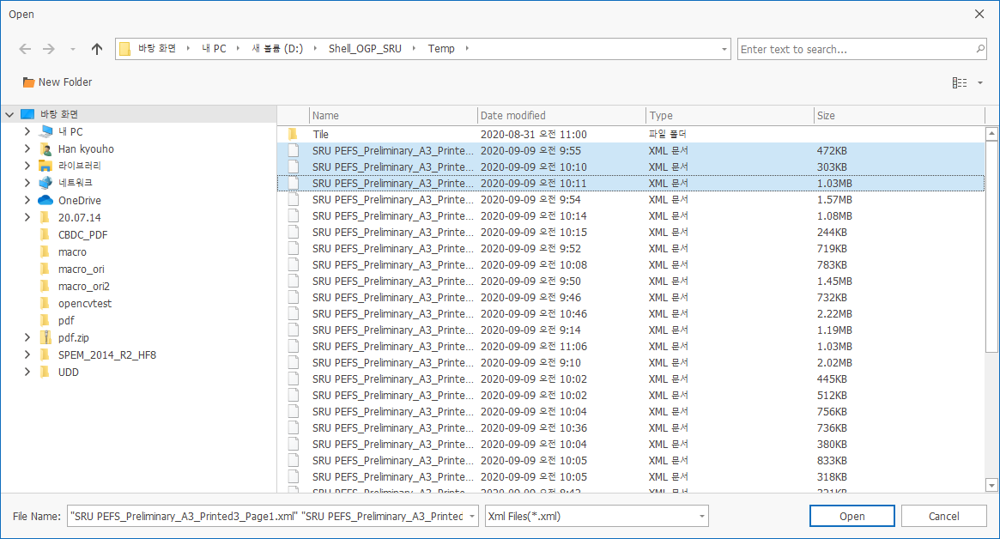 Open
바탕 화면 내 PC 새 볼륨 (D:) Shell_OGP_SRU Temp
Enter text to search...
New Folder
바탕 화면
내 PC
Han kyouho
라이브러리
네트워크
OneDrive
20.07.14
CBDC_PDF
macro
macro_ori
macro_ori2
opencvtest
pdf
pdf.zip
SPEM_2014_R2_HF8
UDD
Name Date modified Type Size
Tile 2020-08-31 오전 11:00 파일 폴더
SRU PEFS_Preliminary_A3_Printe... 2020-09-09 오전 9:55 XML 문서 472KB
SRU PEFS_Preliminary_A3_Printe... 2020-09-09 오전 10:10 XML 문서 303KB
SRU PEFS_Preliminary_A3_Printe... 2020-09-09 오전 10:11 XML 문서 1.03MB
SRU PEFS_Preliminary_A3_Printe... 2020-09-09 오전 9:54 XML 문서 1.57MB
SRU PEFS_Preliminary_A3_Printe... 2020-09-09 오전 10:14 XML 문서 1.08MB
SRU PEFS_Preliminary_A3_Printe... 2020-09-09 오전 10:15 XML 문서 244KB
SRU PEFS_Preliminary_A3_Printe... 2020-09-09 오전 9:52 XML 문서 719KB
SRU PEFS_Preliminary_A3_Printe... 2020-09-09 오전 10:08 XML 문서 783KB
SRU PEFS_Preliminary_A3_Printe... 2020-09-09 오전 9:50 XML 문서 1.45MB
SRU PEFS_Preliminary_A3_Printe... 2020-09-09 오전 9:46 XML 문서 732KB
SRU PEFS_Preliminary_A3_Printe... 2020-09-09 오전 10:46 XML 문서 2.22MB
SRU PEFS_Preliminary_A3_Printe... 2020-09-09 오전 9:14 XML 문서 1.19MB
SRU PEFS_Preliminary_A3_Printe... 2020-09-09 오전 11:06 XML 문서 1.03MB
SRU PEFS_Preliminary_A3_Printe... 2020-09-09 오전 9:10 XML 문서 2.02MB
SRU PEFS_Preliminary_A3_Printe... 2020-09-09 오전 10:02 XML 문서 445KB
SRU PEFS_Preliminary_A3_Printe... 2020-09-09 오전 10:02 XML 문서 512KB
SRU PEFS_Preliminary_A3_Printe... 2020-09-09 오전 10:04 XML 문서 756KB
SRU PEFS_Preliminary_A3_Printe... 2020-09-09 오전 10:36 XML 문서 736KB
SRU PEFS_Preliminary_A3_Printe... 2020-09-09 오전 10:04 XML 문서 380KB
SRU PEFS_Preliminary_A3_Printe... 2020-09-09 오전 10:05 XML 문서 833KB
SRU PEFS_Preliminary_A3_Printe... 2020-09-09 오전 10:05 XML 문서 318KB
File Name: "SRU PEFS_Preliminary_A3_Printed3_Page1.xml" "SRU PEFS_Preliminary_A3_Printed Xml Files(*.xml) Open Cancel